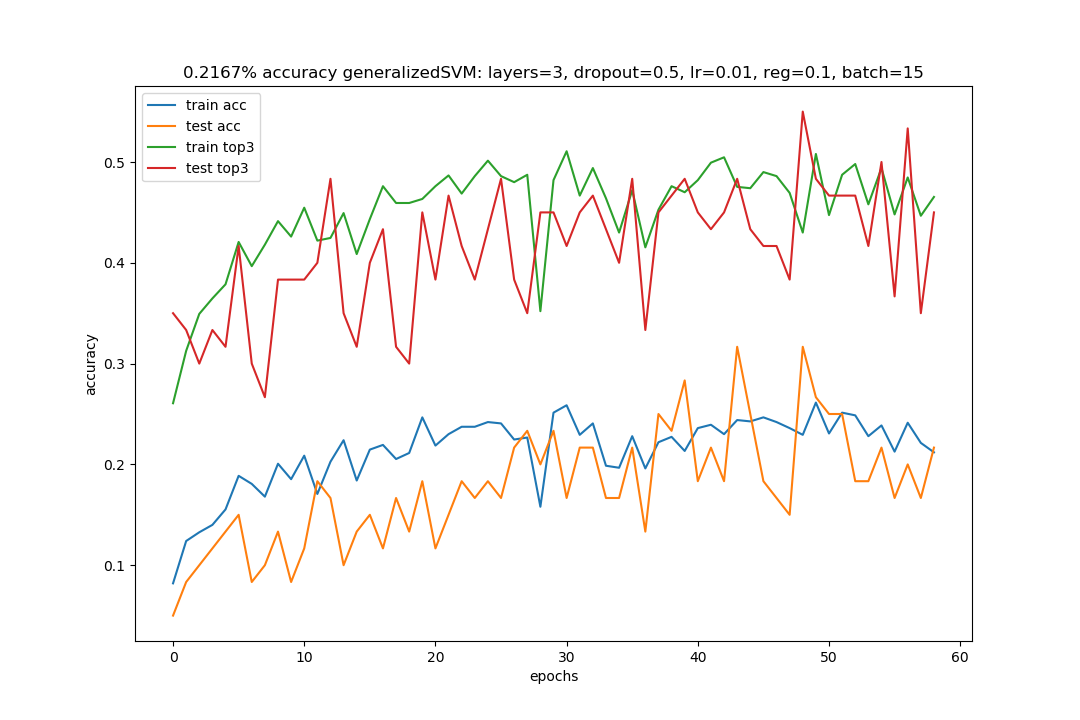 0.2167% accuracy generalizedSVM: layers=3, dropout=0.5, lr=0.01, reg=0.1, batch=15
train acc
test acc
train top3
test top3
0.5
0.4
0.3
0.2
0.1
accuracy
0 10 20 30 40 50 60
epochs